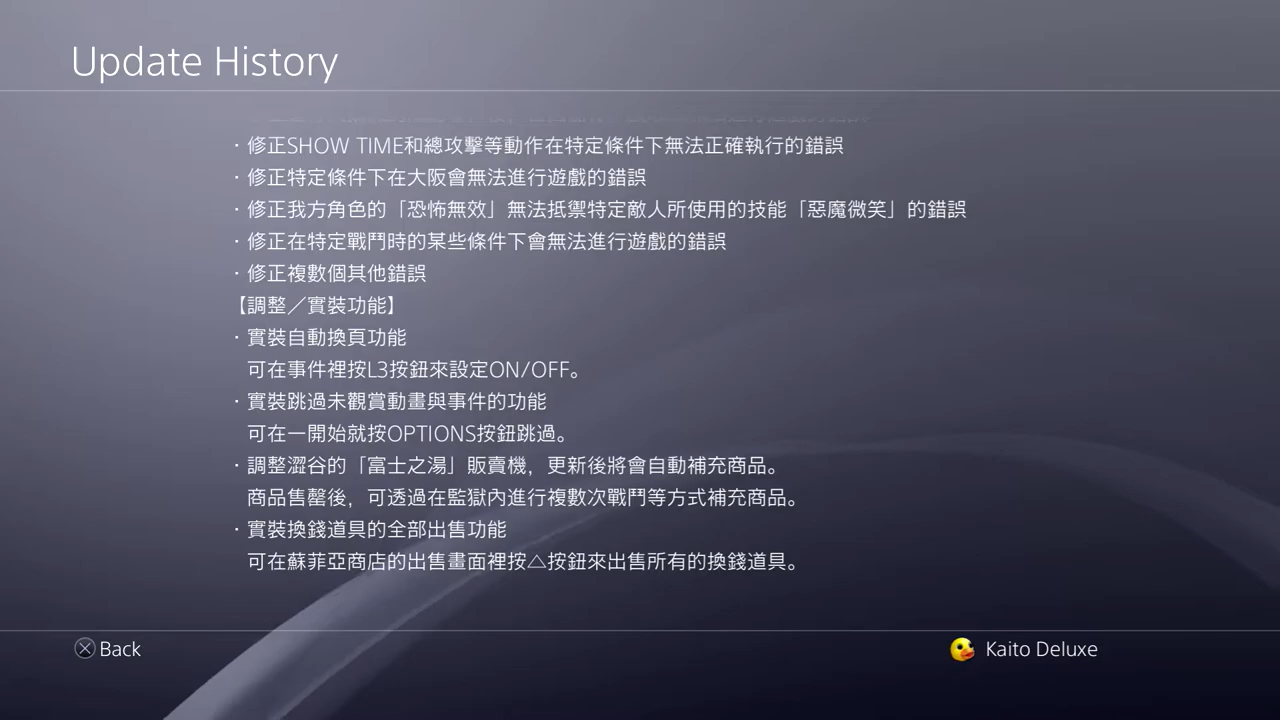 Update History
·修正SHOW TIME和總攻擊等動作在特定條件下無法正確執行的錯誤
·修正特定條件下在大阪會無法進行遊戲的錯誤
·修正我方角色的「恐怖無效」無法抵禦特定敵人所使用的技能「惡魔微笑」的錯誤
·修正在特定戰鬥時的某些條件下會無法進行遊戲的錯誤
·修正複數個其他錯誤
【調整／實裝功能】
·實裝自動換頁功能
可在事件裡按L3按鈕來設定ON/OFF。
·實裝跳過未觀賞動畫與事件的功能
可在一開始就按OPTIONS按鈕跳過。
·調整澀谷的「富士之湯」販賣機，更新後將會自動補充商品。
商品售罄後，可透過在監獄內進行複數次戰鬥等方式補充商品。
·實裝換錢道具的全部出售功能
可在蘇菲亞商店的出售畫面裡按△按鈕來出售所有的換錢道具。
Back
Kaito Deluxe